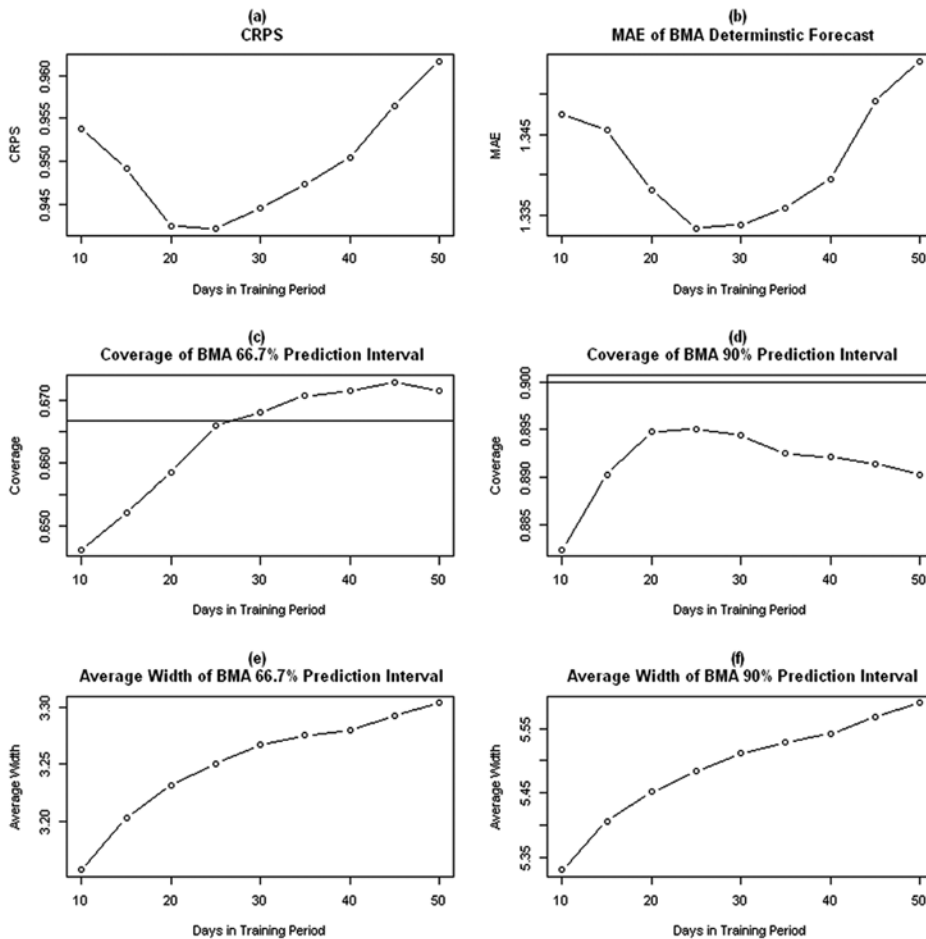 (a)
CRPS
CRPS
0.945 0.950 0.955 0.960
10 20 30 40 50
Days in Training Period
(b)
MAE of BMA Determinstic Forecast
MAE
1.335 1.345
10 20 30 40 50
Days in Training Period
(c)
Coverage of BMA 66.7% Prediction Interval
Coverage
0.650 0.660 0.670
10 20 30 40 50
Days in Training Period
(d)
Coverage of BMA 90% Prediction Interval
Coverage
0.885 0.890 0.895 0.900
10 20 30 40 50
Days in Training Period
(e)
Average Width of BMA 66.7% Prediction Interval
Average Width
3.20 3.25 3.30
10 20 30 40 50
Days in Training Period
(f)
Average Width of BMA 90% Prediction Interval
Average Width
5.35 5.45 5.55
10 20 30 40 50
Days in Training Period